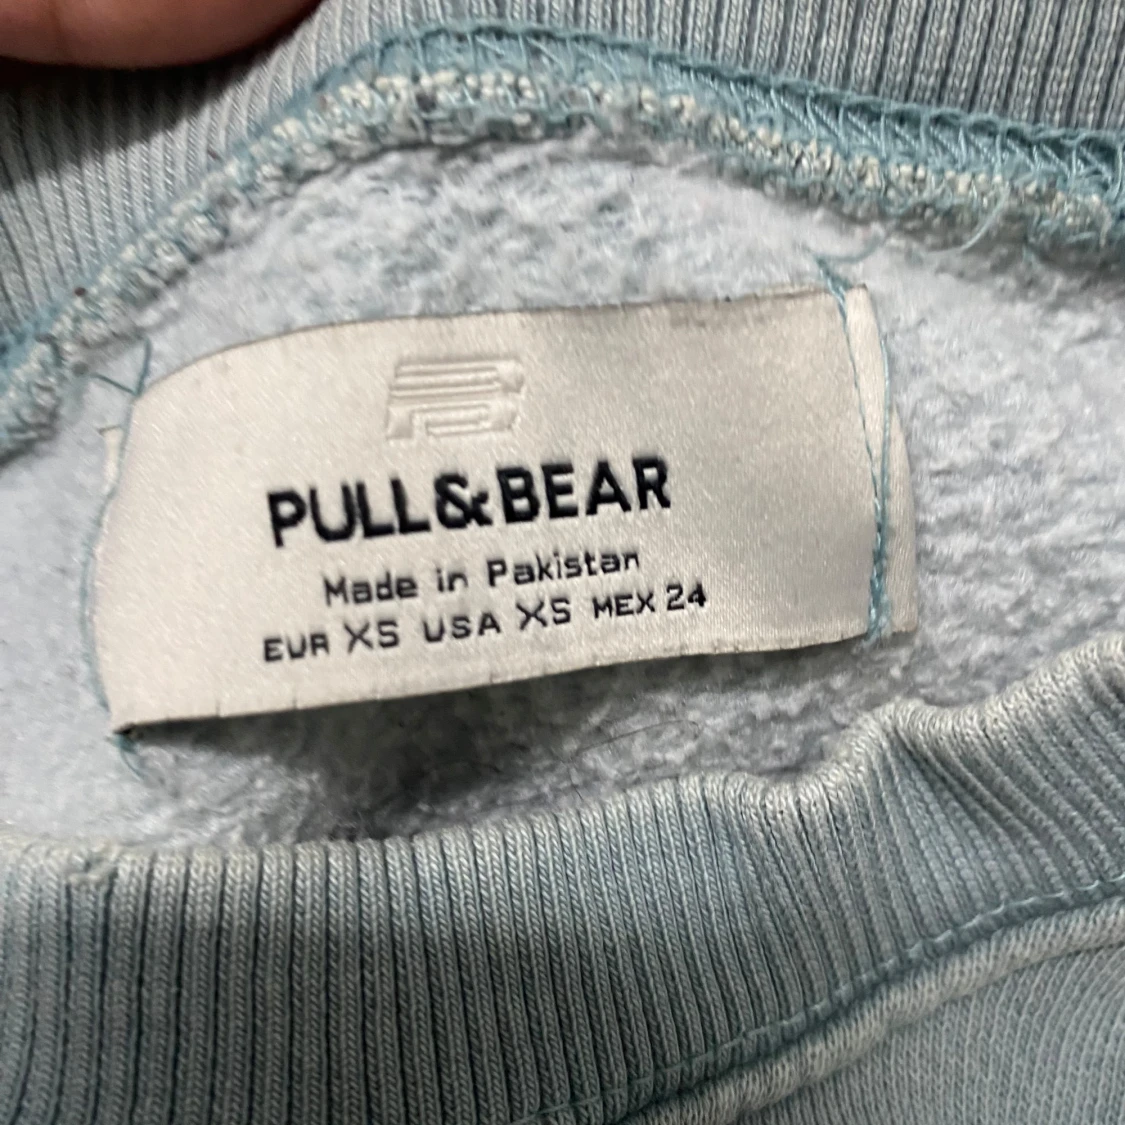 PULL&BEAR
Made in Pakistan
EUR XS USA XS MEX 24